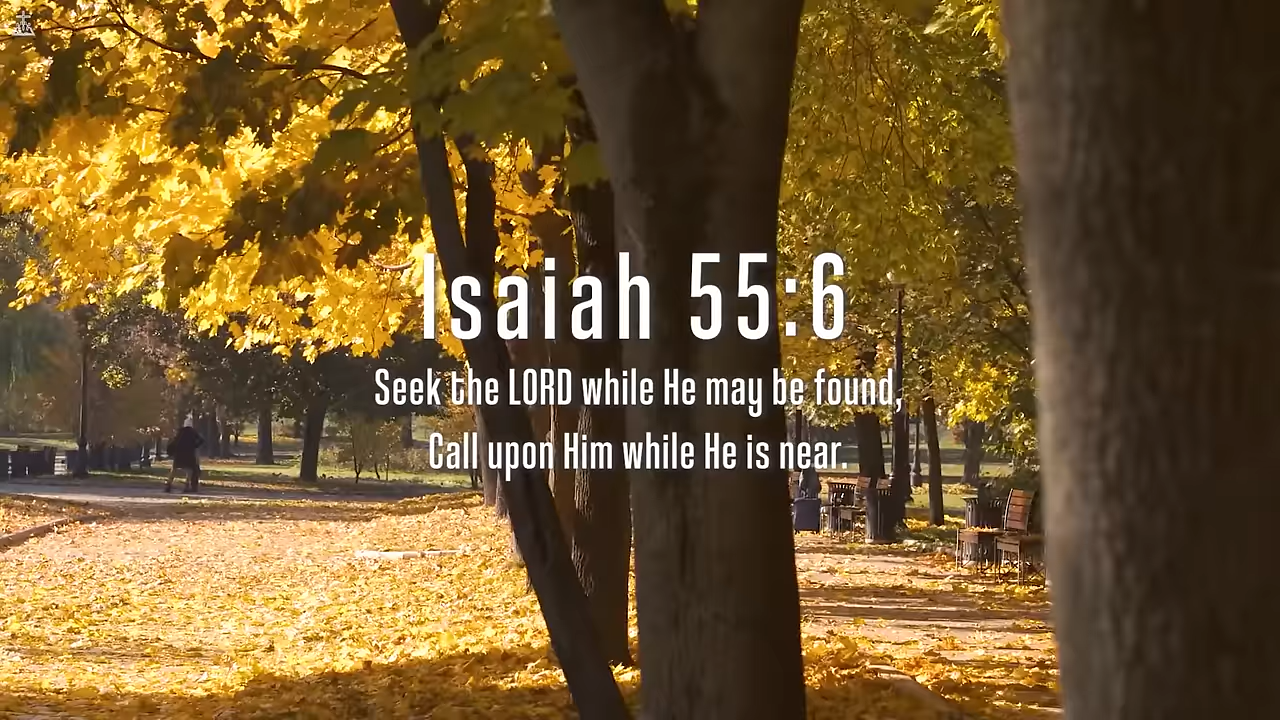 Isaiah 55:6
Seek the LORD while He may be found,
Call upon Him while He is near.